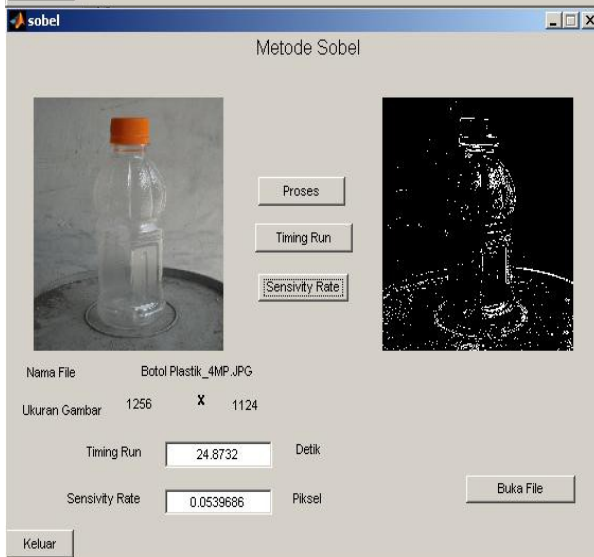 sobel
Metode Sobel
Proses
Timing Run
Sensivity Rate
Nama File Botol Plastik_4MP.JPG
Ukuran Gambar 1256 X 1124
Timing Run 24.8732 Detik
Sensivity Rate 0.0539686 Piksel
Buka File
Keluar